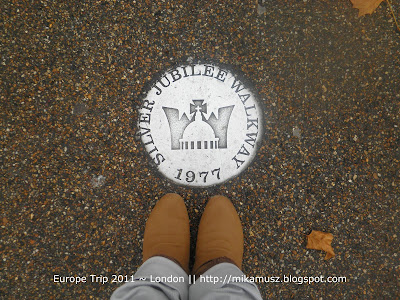 SILVER JUBILEE WALKWAY
1977
Europe Trip 2011 ~ London || http://mikamusz.blogspot.com/